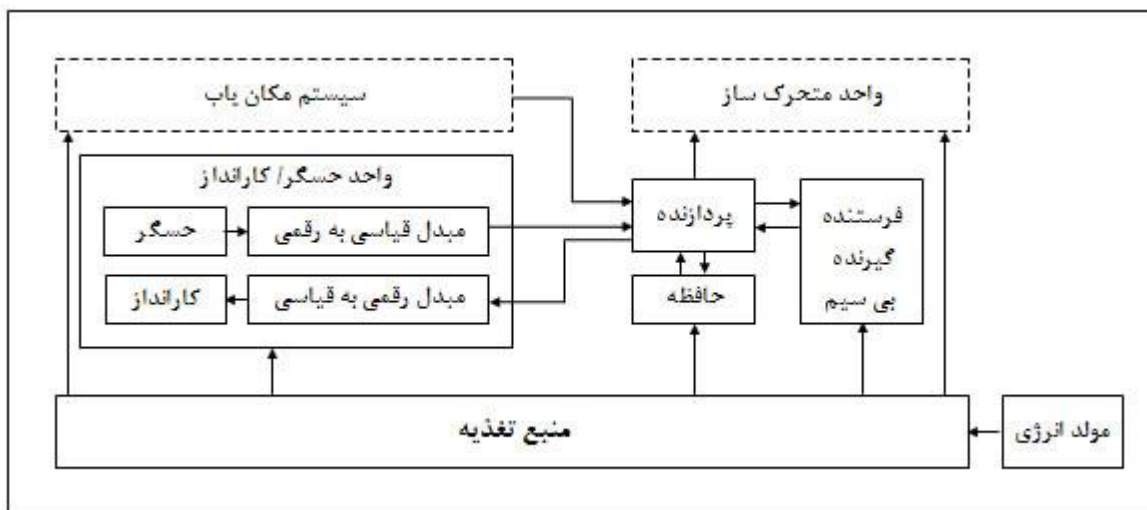 واحد متحرک ساز
سیستم مکان یاب
واحد حسگر/ کارانداز
حسگر
مبدل قیاسی به رقمی
کارانداز
مبدل رقمی به قیاسی
پردازنده
حافظه
فرستنده
گیرنده
بی سیم
منبع تغذیه
مولد انرژی